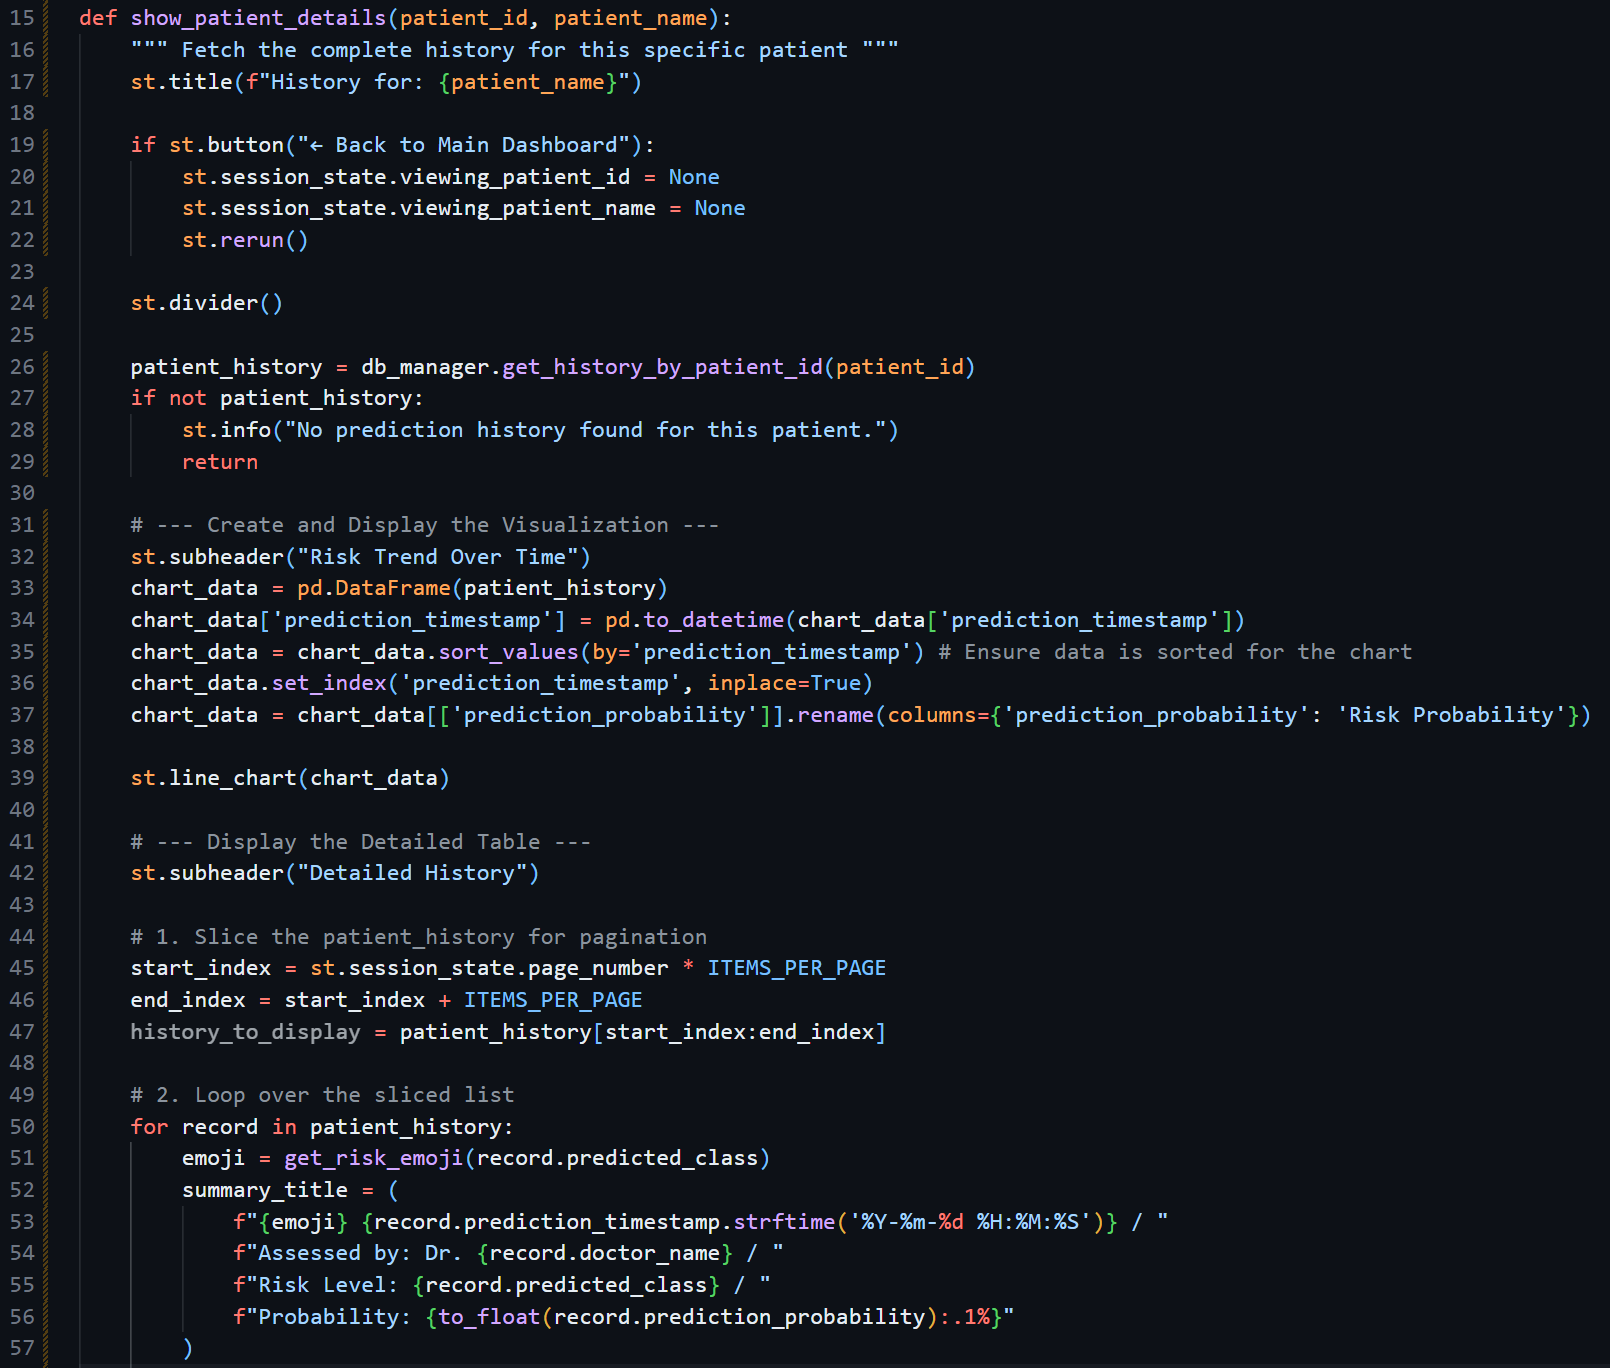 15 def show_patient_details(patient_id, patient_name):
16 """ Fetch the complete history for this specific patient """
17 st.title(f"History for: {patient_name}")
18
19 if st.button("← Back to Main Dashboard"):
20 st.session_state.viewing_patient_id = None
21 st.session_state.viewing_patient_name = None
22 st.rerun()
23
24 st.divider()
25
26 patient_history = db_manager.get_history_by_patient_id(patient_id)
27 if not patient_history:
28 st.info("No prediction history found for this patient.")
29 return
30
31 # --- Create and Display the Visualization ---
32 st.subheader("Risk Trend Over Time")
33 chart_data = pd.DataFrame(patient_history)
34 chart_data['prediction_timestamp'] = pd.to_datetime(chart_data['prediction_timestamp'])
35 chart_data = chart_data.sort_values(by='prediction_timestamp') # Ensure data is sorted for the chart
36 chart_data.set_index('prediction_timestamp', inplace=True)
37 chart_data = chart_data[['prediction_probability']].rename(columns={'prediction_probability': 'Risk Probability'})
38
39 st.line_chart(chart_data)
40
41 # --- Display the Detailed Table ---
42 st.subheader("Detailed History")
43
44 # 1. Slice the patient_history for pagination
45 start_index = st.session_state.page_number * ITEMS_PER_PAGE
46 end_index = start_index + ITEMS_PER_PAGE
47 history_to_display = patient_history[start_index:end_index]
48
49 # 2. Loop over the sliced list
50 for record in patient_history:
51 emoji = get_risk_emoji(record.predicted_class)
52 summary_title = (
53 f"{emoji} {record.prediction_timestamp.strftime('%Y-%m-%d %H:%M:%S')} / "
54 f"Assessed by: Dr. {record.doctor_name} / "
55 f"Risk Level: {record.predicted_class} / "
56 f"Probability: {to_float(record.prediction_probability):.1%}"
57 )